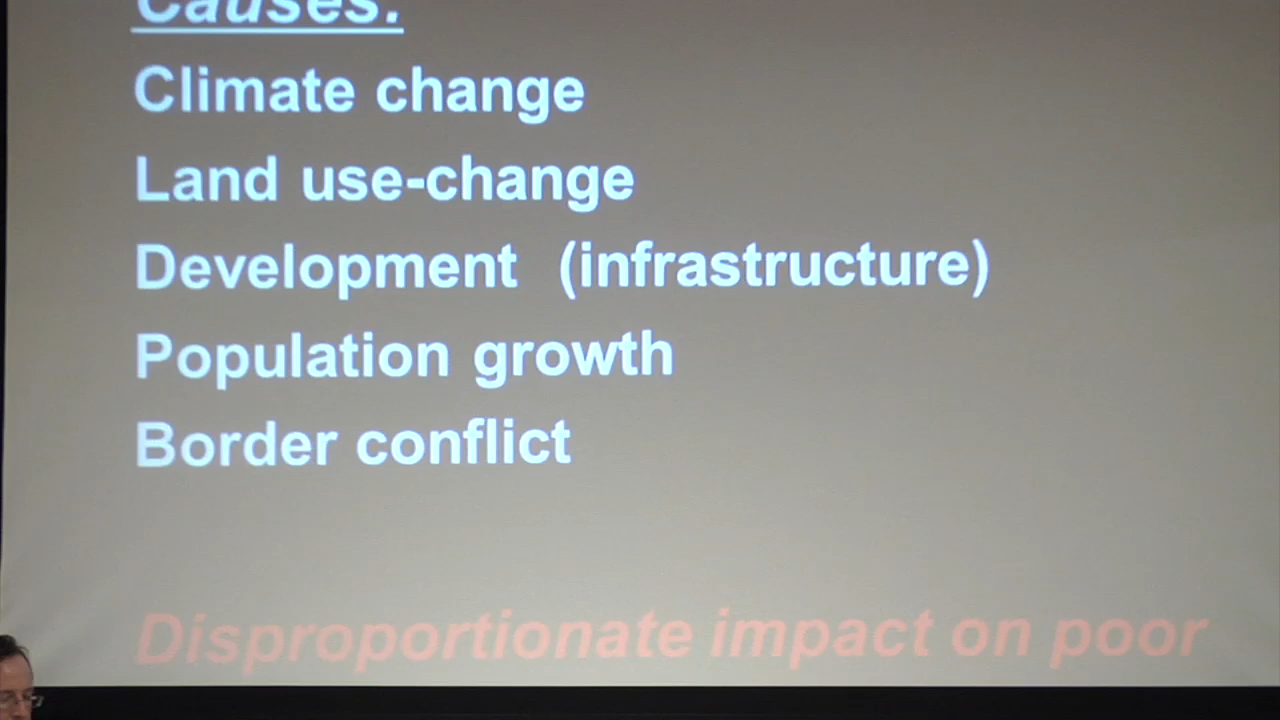 Causes:
Climate change
Land use-change
Development (infrastructure)
Population growth
Border conflict
Disproportionate impact on poor